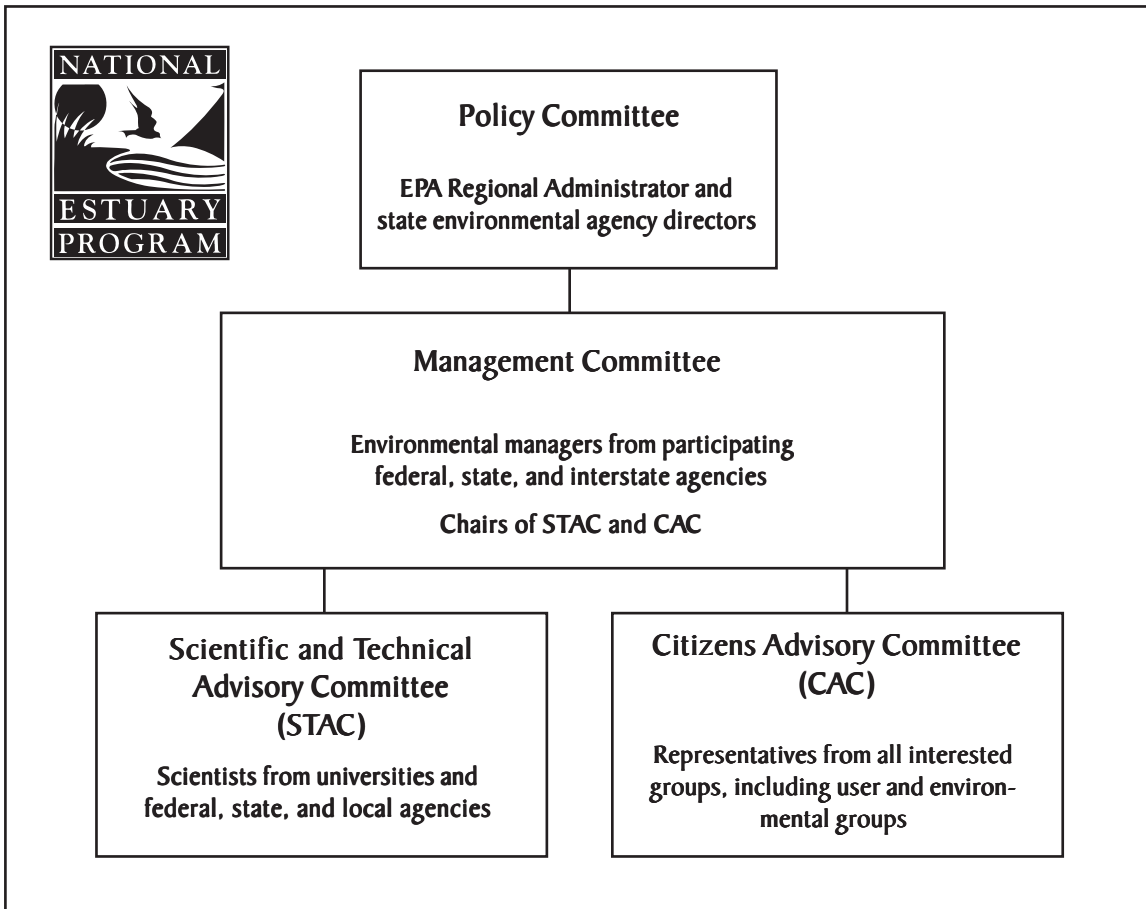 NATIONAL
ESTUARY
PROGRAM
Policy Committee
EPA Regional Administrator and
state environmental agency directors
Management Committee
Environmental managers from participating
federal, state, and interstate agencies
Chairs of STAC and CAC
Scientific and Technical
Advisory Committee
(STAC)
Scientists from universities and
federal, state, and local agencies
Citizens Advisory Committee
(CAC)
Representatives from all interested
groups, including user and environ-
mental groups